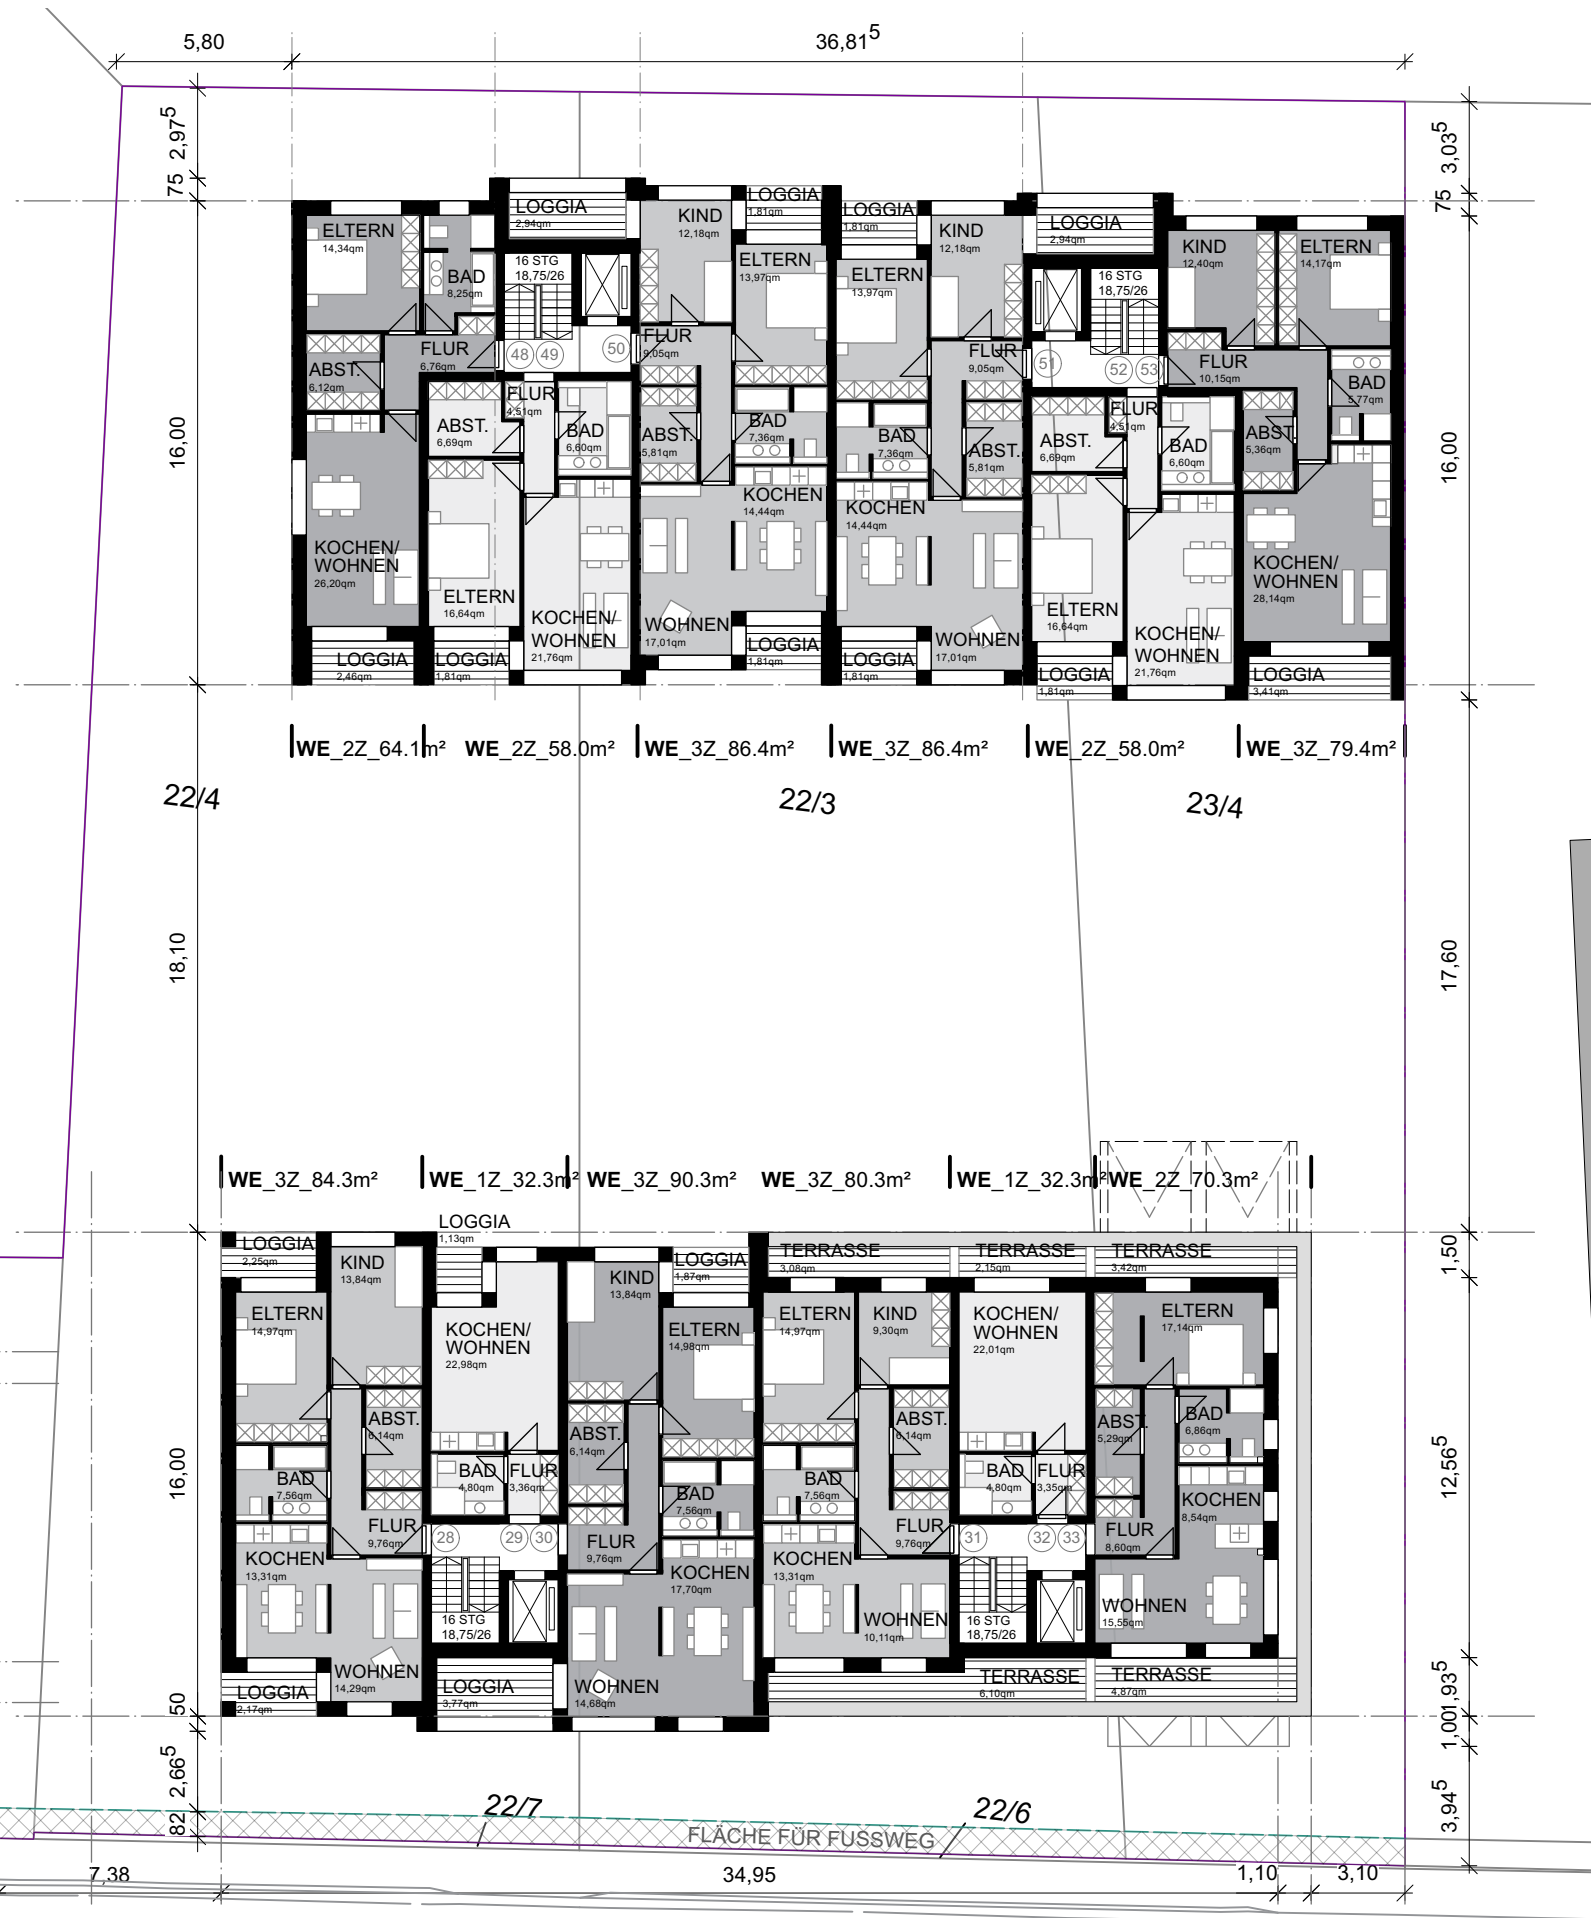 5,80
36,81⁵
2,97⁵
75
16,00
18,10
3,03⁵
75
16,00
17,60
LOGGIA
2,94qm
KIND
12,18qm
LOGGIA
1,81qm
LOGGIA
1,81qm
KIND
12,18qm
LOGGIA
2,94qm
ELTERN
14,34qm
BAD
8,25qm
16 STG
18,75/26
ELTERN
13,97qm
ELTERN
13,97qm
16 STG
18,75/26
KIND
12,40qm
ELTERN
14,17qm
ABST.
6,12qm
FLUR
6,76qm
48
49
50
FLUR
9,05qm
FLUR
9,05qm
51
52
53
FLUR
10,15qm
BAD
5,77qm
ABST.
6,69qm
FLUR
4,51qm
BAD
6,60qm
ABST.
5,81qm
BAD
7,36qm
BAD
7,36qm
ABST.
5,81qm
ABST.
6,69qm
FLUR
4,51qm
BAD
6,60qm
ABST.
5,36qm
KOCHEN/
WOHNEN
26,20qm
ELTERN
16,64qm
KOCHEN/
WOHNEN
21,76qm
KOCHEN
14,44qm
WOHNEN
17,01qm
KOCHEN
14,44qm
WOHNEN
17,01qm
ELTERN
16,64qm
KOCHEN/
WOHNEN
21,76qm
KOCHEN/
WOHNEN
28,14qm
LOGGIA
2,46qm
LOGGIA
1,81qm
LOGGIA
1,81qm
LOGGIA
1,81qm
LOGGIA
1,81qm
LOGGIA
3,41qm
WE_2Z_64.1m²
WE_2Z_58.0m²
WE_3Z_86.4m²
WE_3Z_86.4m²
WE_2Z_58.0m²
WE_3Z_79.4m²
22/4
22/3
23/4
WE_3Z_84.3m²
WE_1Z_32.3m²
WE_3Z_90.3m²
WE_3Z_80.3m²
WE_1Z_32.3m²
WE_2Z_70.3m²
LOGGIA
2,25qm
KIND
13,84qm
LOGGIA
1,13qm
KIND
13,84qm
LOGGIA
1,87qm
TERRASSE
3,08qm
TERRASSE
2,15qm
TERRASSE
3,42qm
ELTERN
14,97qm
KOCHEN/
WOHNEN
22,98qm
ELTERN
14,98qm
ELTERN
14,97qm
KIND
9,30qm
KOCHEN/
WOHNEN
22,01qm
ELTERN
17,14qm
ABST.
6,14qm
ABST.
6,14qm
ABST.
6,14qm
ABST.
5,29qm
BAD
6,86qm
BAD
7,56qm
BAD
4,80qm
FLUR
3,36qm
BAD
7,56qm
BAD
7,56qm
BAD
4,80qm
FLUR
3,35qm
KOCHEN
8,54qm
FLUR
9,76qm
28
29
30
FLUR
9,76qm
FLUR
9,76qm
31
32
33
FLUR
8,60qm
KOCHEN
13,31qm
KOCHEN
17,70qm
KOCHEN
13,31qm
WOHNEN
10,11qm
WOHNEN
15,55qm
16 STG
18,75/26
16 STG
18,75/26
WOHNEN
14,29qm
WOHNEN
14,68qm
LOGGIA
2,17qm
LOGGIA
3,77qm
TERRASSE
6,10qm
TERRASSE
4,87qm
16,00
50
2,66⁵
82
1,50
12,56⁵
1,93⁵
1,00
3,94⁵
22/7
22/6
FLÄCHE FÜR FUSSWEG
7,38
34,95
1,10
3,10